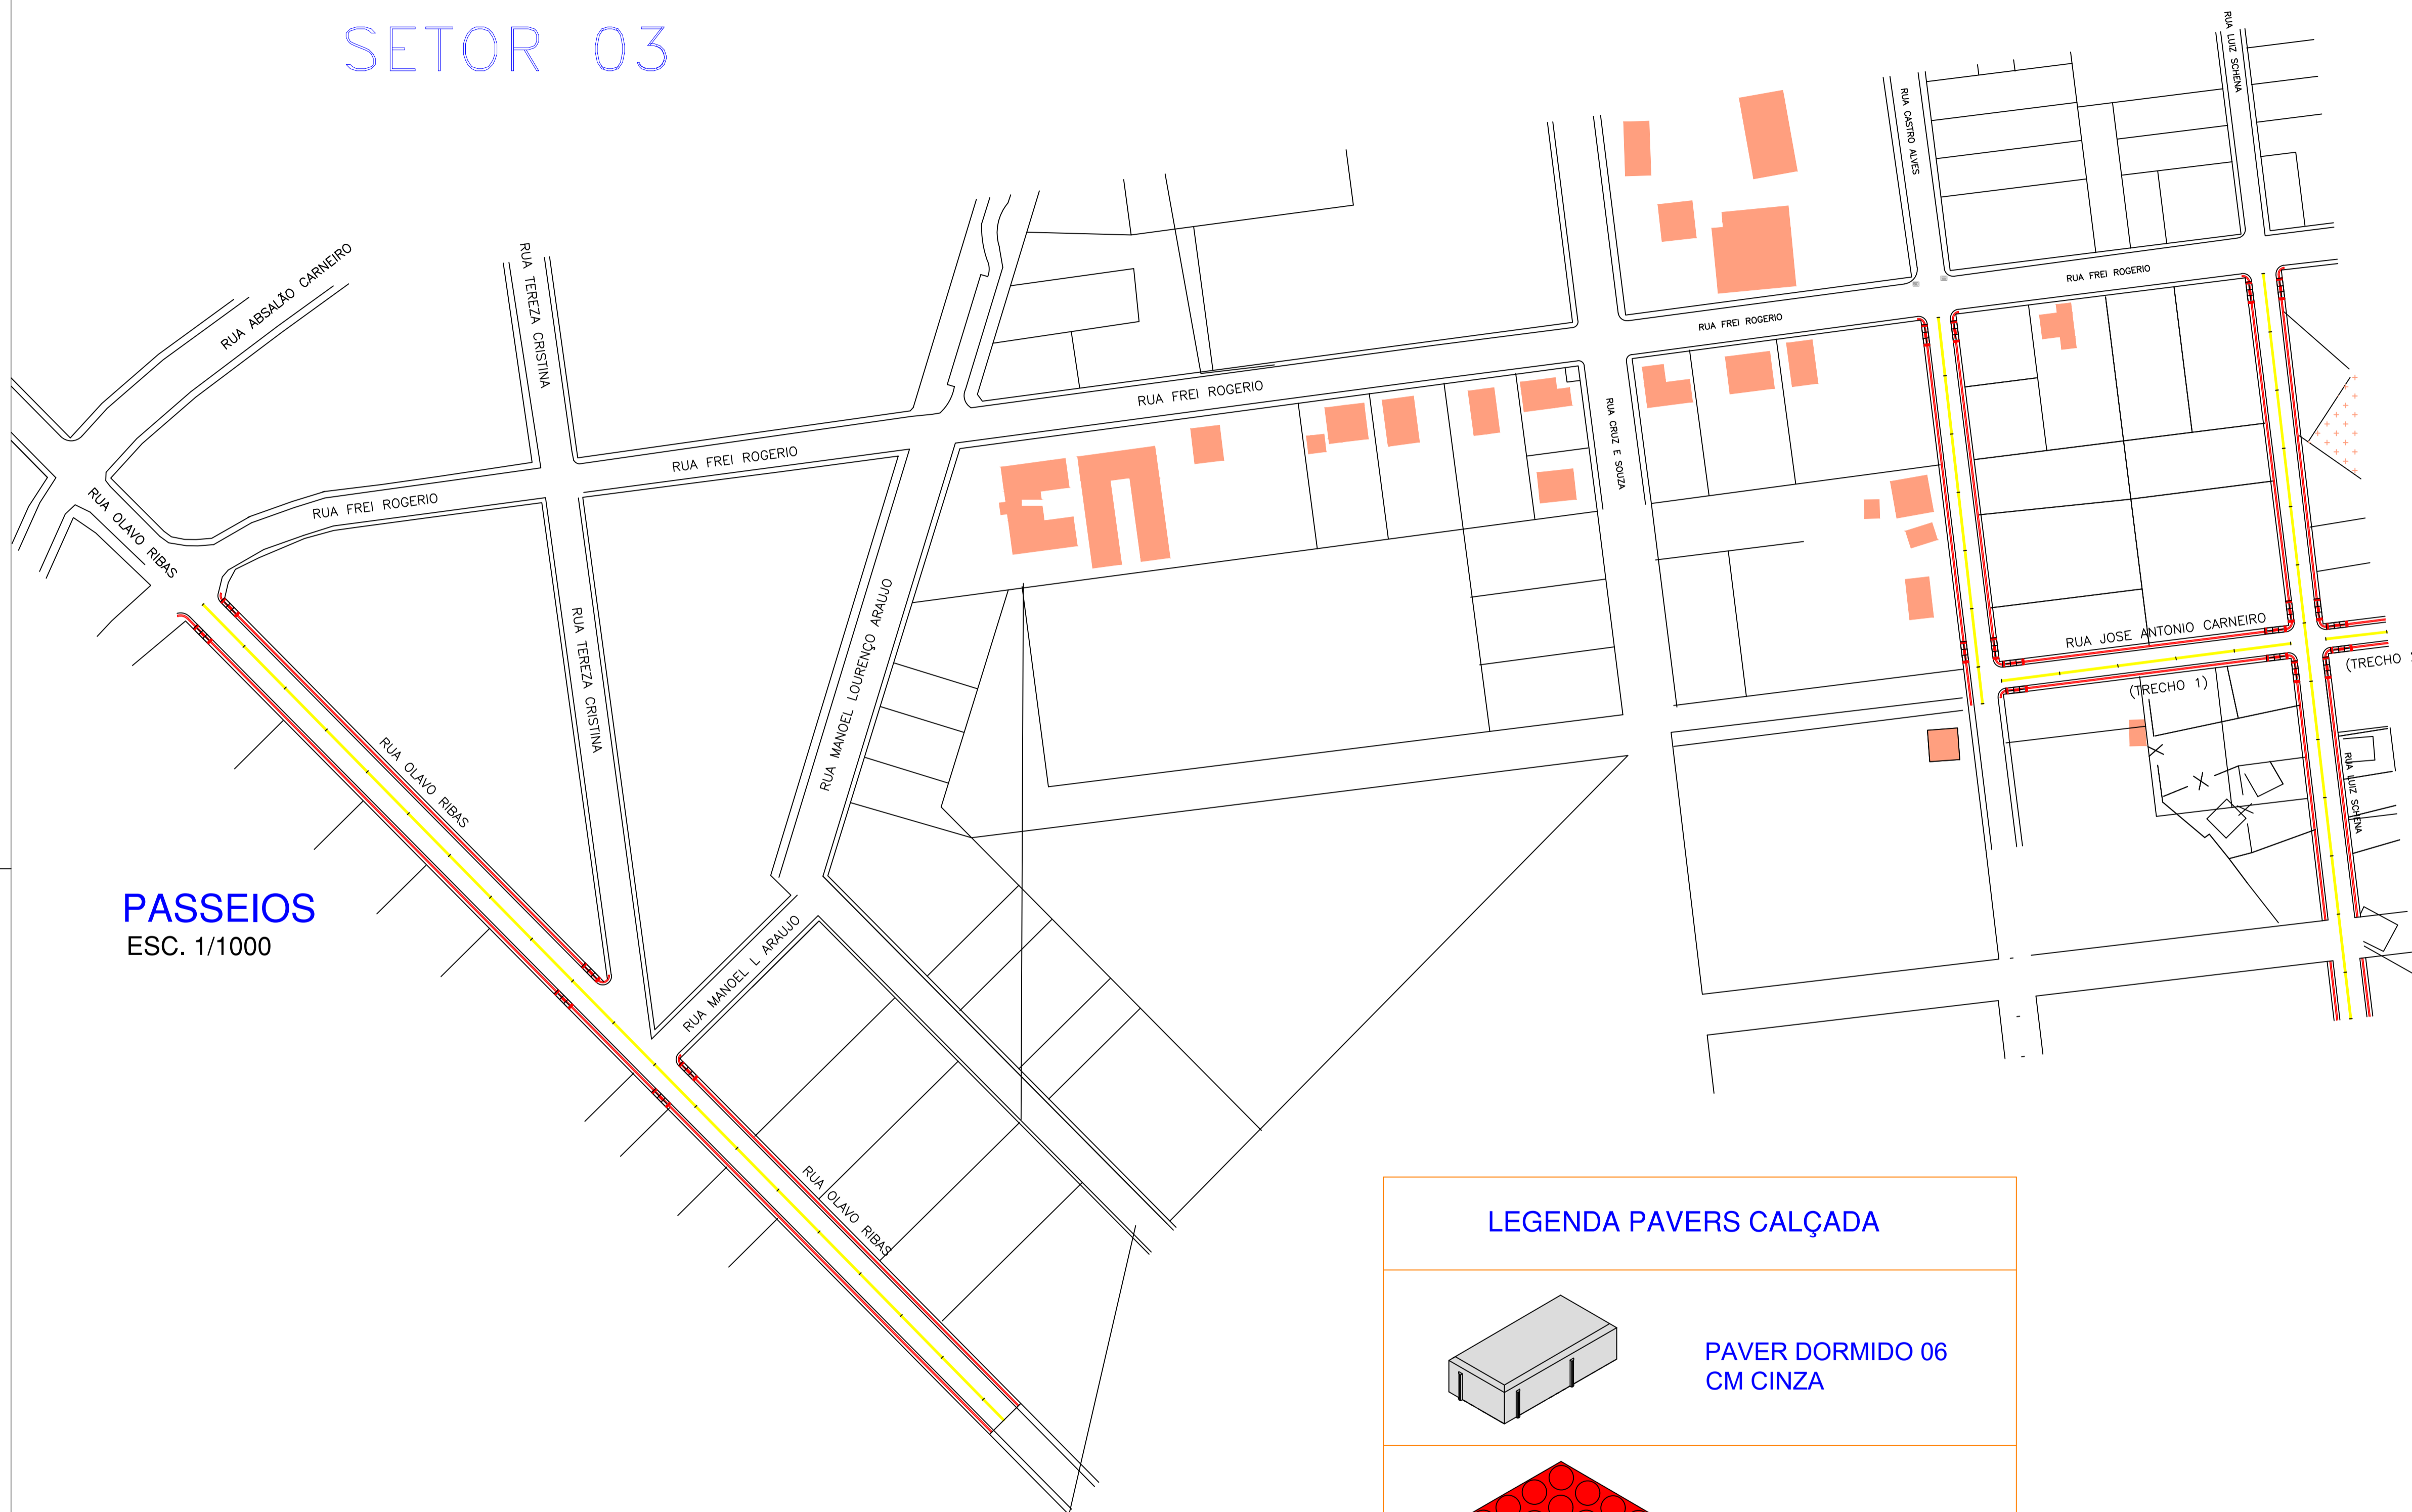 SETOR 03
RUA LUIZ SCHENA
RUA CASTRO ALVES
RUA ABSALÃO CARNEIRO
RUA TEREZA CRISTINA
RUA FREI ROGERIO
RUA FREI ROGERIO
RUA FREI ROGERIO
RUA FREI ROGERIO
RUA FREI ROGERIO
RUA CRUZ E SOUZA
RUA OLAVO RIBAS
RUA TEREZA CRISTINA
RUA MANOEL LOURENÇO ARAUJO
RUA JOSE ANTONIO CARNEIRO
(TRECHO 1)
(TRECHO
RUA OLAVO RIBAS
RUA LUIZ SCHENA
PASSEIOS
ESC. 1/1000
RUA MANOEL L ARAUJO
RUA OLAVO RIBAS
LEGENDA PAVERS CALÇADA
PAVER DORMIDO 06
CM CINZA